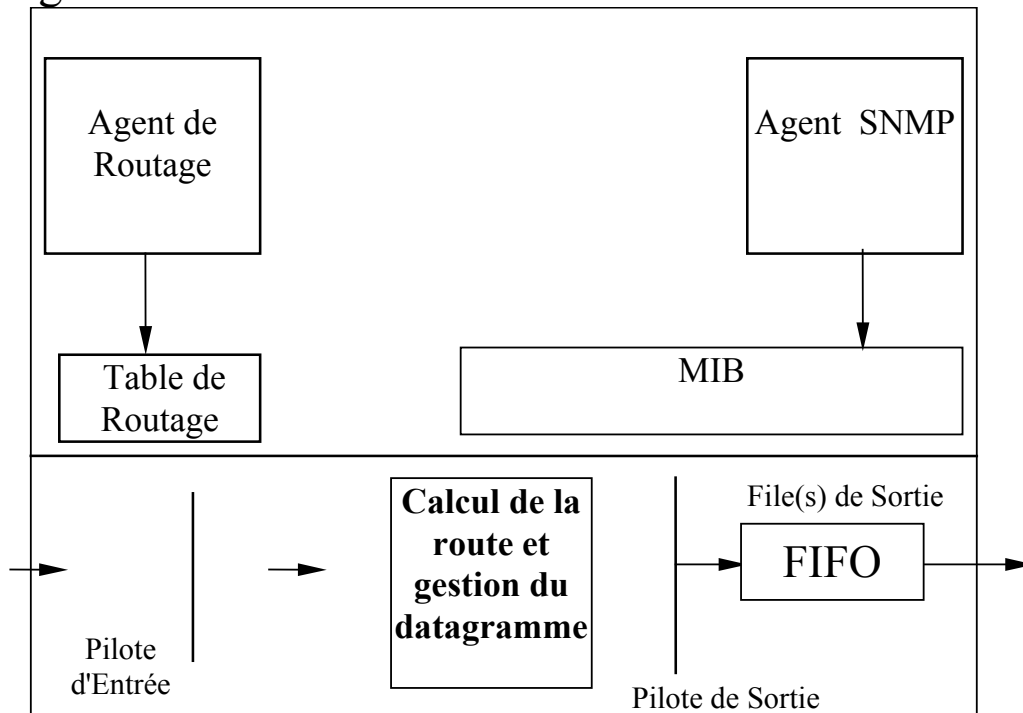 Agent de
Routage
Agent SNMP
Table de
Routage
MIB
Pilote
d'Entrée
Calcul de la
route et
gestion du
datagramme
Pilote de Sortie
File(s) de Sortie
FIFO